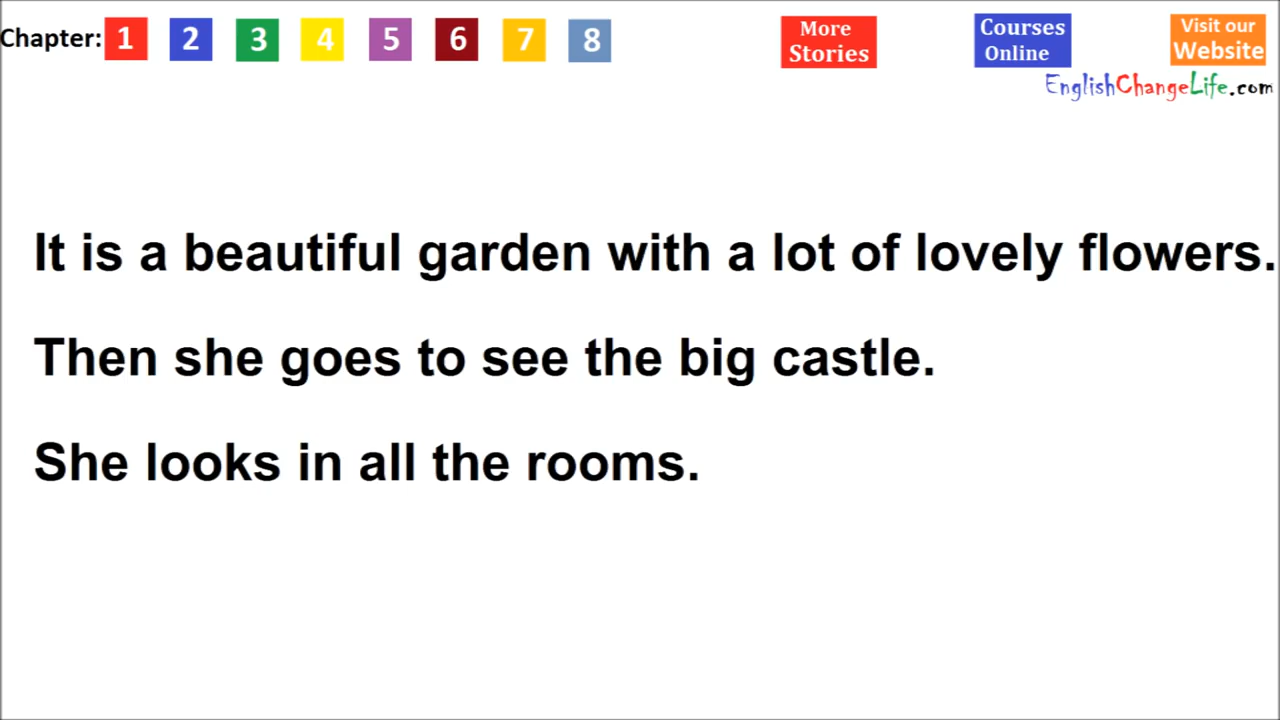 Chapter: 1 2 3 4 5 6 7 8
More
Stories
Courses
Online
Visit our
Website
EnglishChangeLife.com
It is a beautiful garden with a lot of lovely flowers.
Then she goes to see the big castle.
She looks in all the rooms.